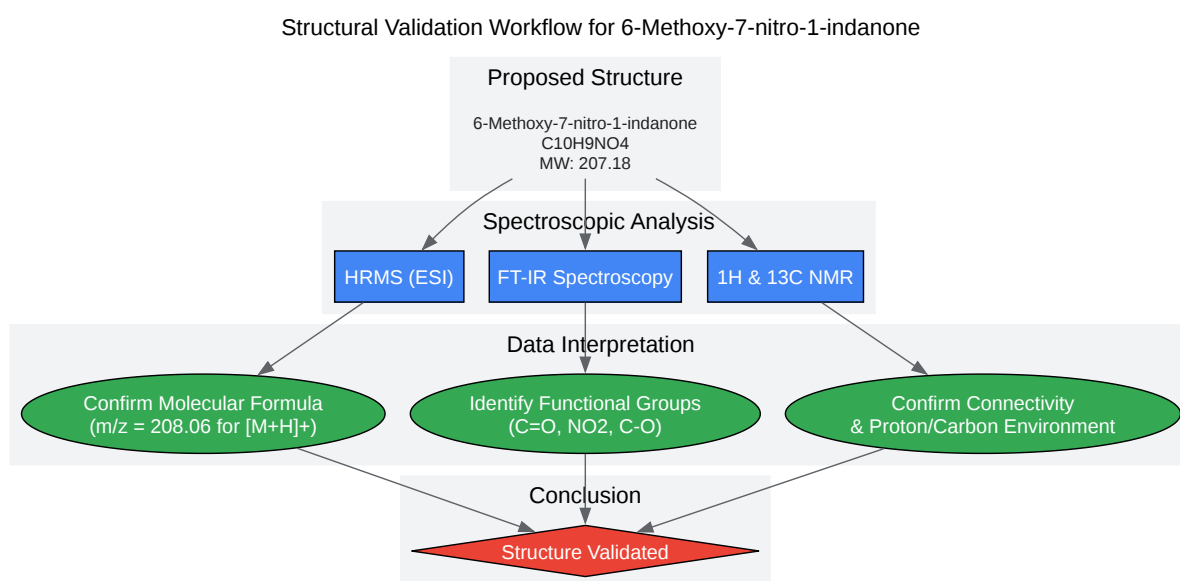 Structural Validation Workflow for 6-Methoxy-7-nitro-1-indanone
Proposed Structure
6-Methoxy-7-nitro-1-indanone
C10H9NO4
MW: 207.18
Spectroscopic Analysis
HRMS (ESI)
FT-IR Spectroscopy
1H & 13C NMR
Data Interpretation
Confirm Molecular Formula
(m/z = 208.06 for [M+H]+)
Identify Functional Groups
(C=O, NO2, C-O)
Confirm Connectivity
& Proton/Carbon Environment
Conclusion
Structure Validated